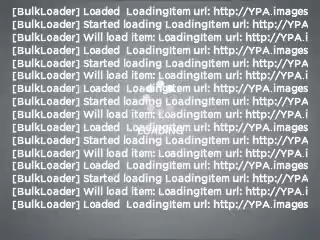 [BulkLoader] Loaded  LoadingItem url: http://YPA.images
[BulkLoader] Started loading LoadingItem url: http://YPA
[BulkLoader] Will load item: LoadingItem url: http://YPA.i
[BulkLoader] Loaded  LoadingItem url: http://YPA.images
[BulkLoader] Started loading LoadingItem url: http://YPA
[BulkLoader] Will load item: LoadingItem url: http://YPA.i
[BulkLoader] Loaded  LoadingItem url: http://YPA.images
[BulkLoader] Started loading LoadingItem url: http://YPA
[BulkLoader] Will load item: LoadingItem url: http://YPA.i
[BulkLoader] Loaded  LoadingItem url: http://YPA.images
LOADING
[BulkLoader] Started loading LoadingItem url: http://YPA
[BulkLoader] Will load item: LoadingItem url: http://YPA.i
[BulkLoader] Loaded  LoadingItem url: http://YPA.images
[BulkLoader] Started loading LoadingItem url: http://YPA
[BulkLoader] Will load item: LoadingItem url: http://YPA.i
[BulkLoader] Loaded  LoadingItem url: http://YPA.images